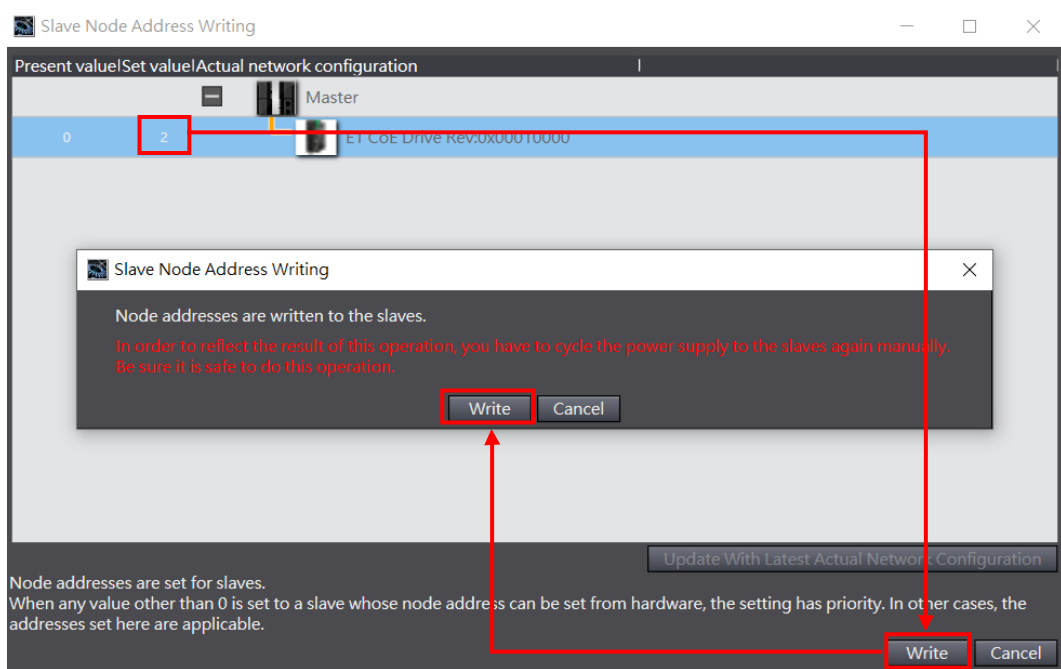 Slave Node Address Writing
Present value|Set value|Actual network configuration
Master
0 2 E1 CoE Drive Rev:0x00010000
Slave Node Address Writing
Node addresses are written to the slaves.
In order to reflect the result of this operation, you have to cycle the power supply to the slaves again manually.
Be sure it is safe to do this operation.
Write Cancel
Update With Latest Actual Network Configuration
Node addresses are set for slaves.
When any value other than 0 is set to a slave whose node address can be set from hardware, the setting has priority. In other cases, the
addresses set here are applicable.
Write Cancel